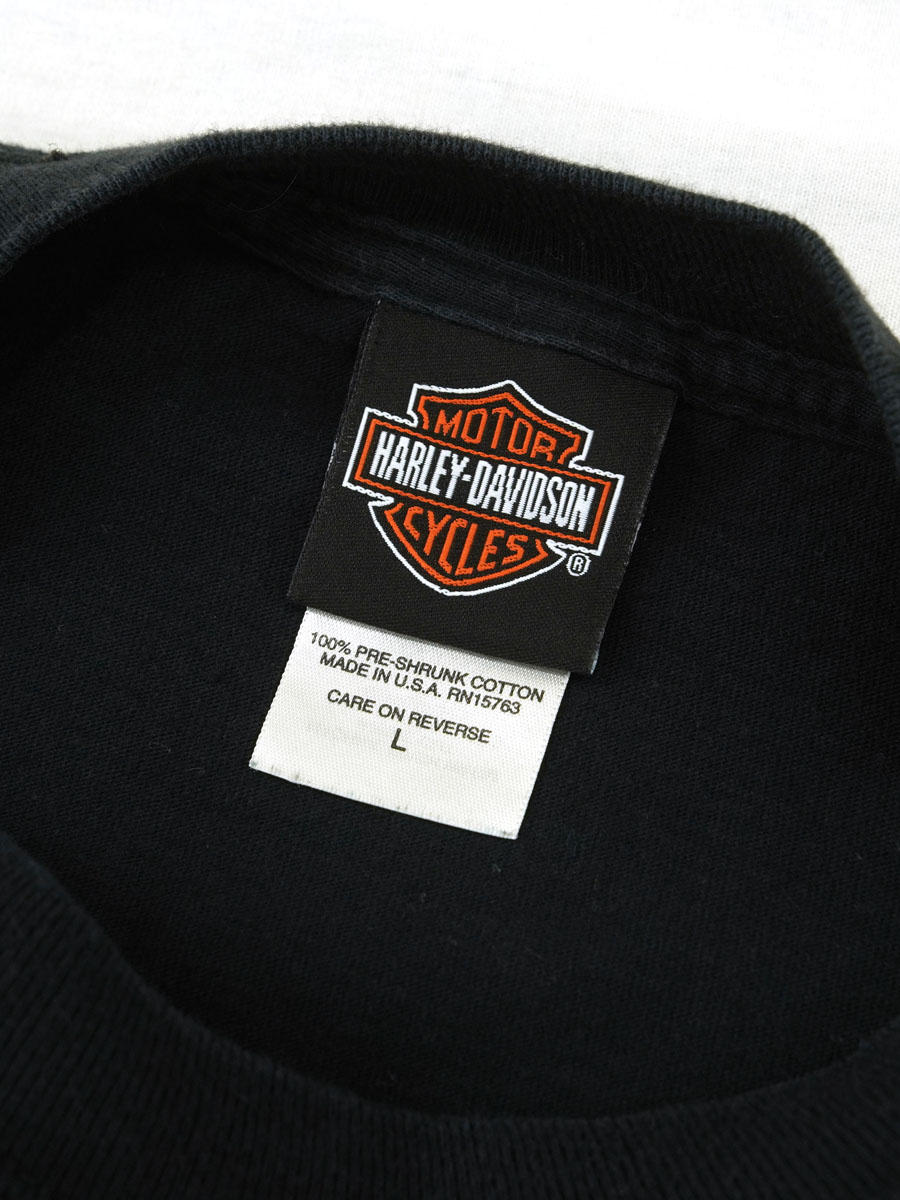 MOTOR
HARLEY-DAVIDSON
CYCLES
®
100% PRE-SHRUNK COTTON
MADE IN U.S.A. RN15763
CARE ON REVERSE
L